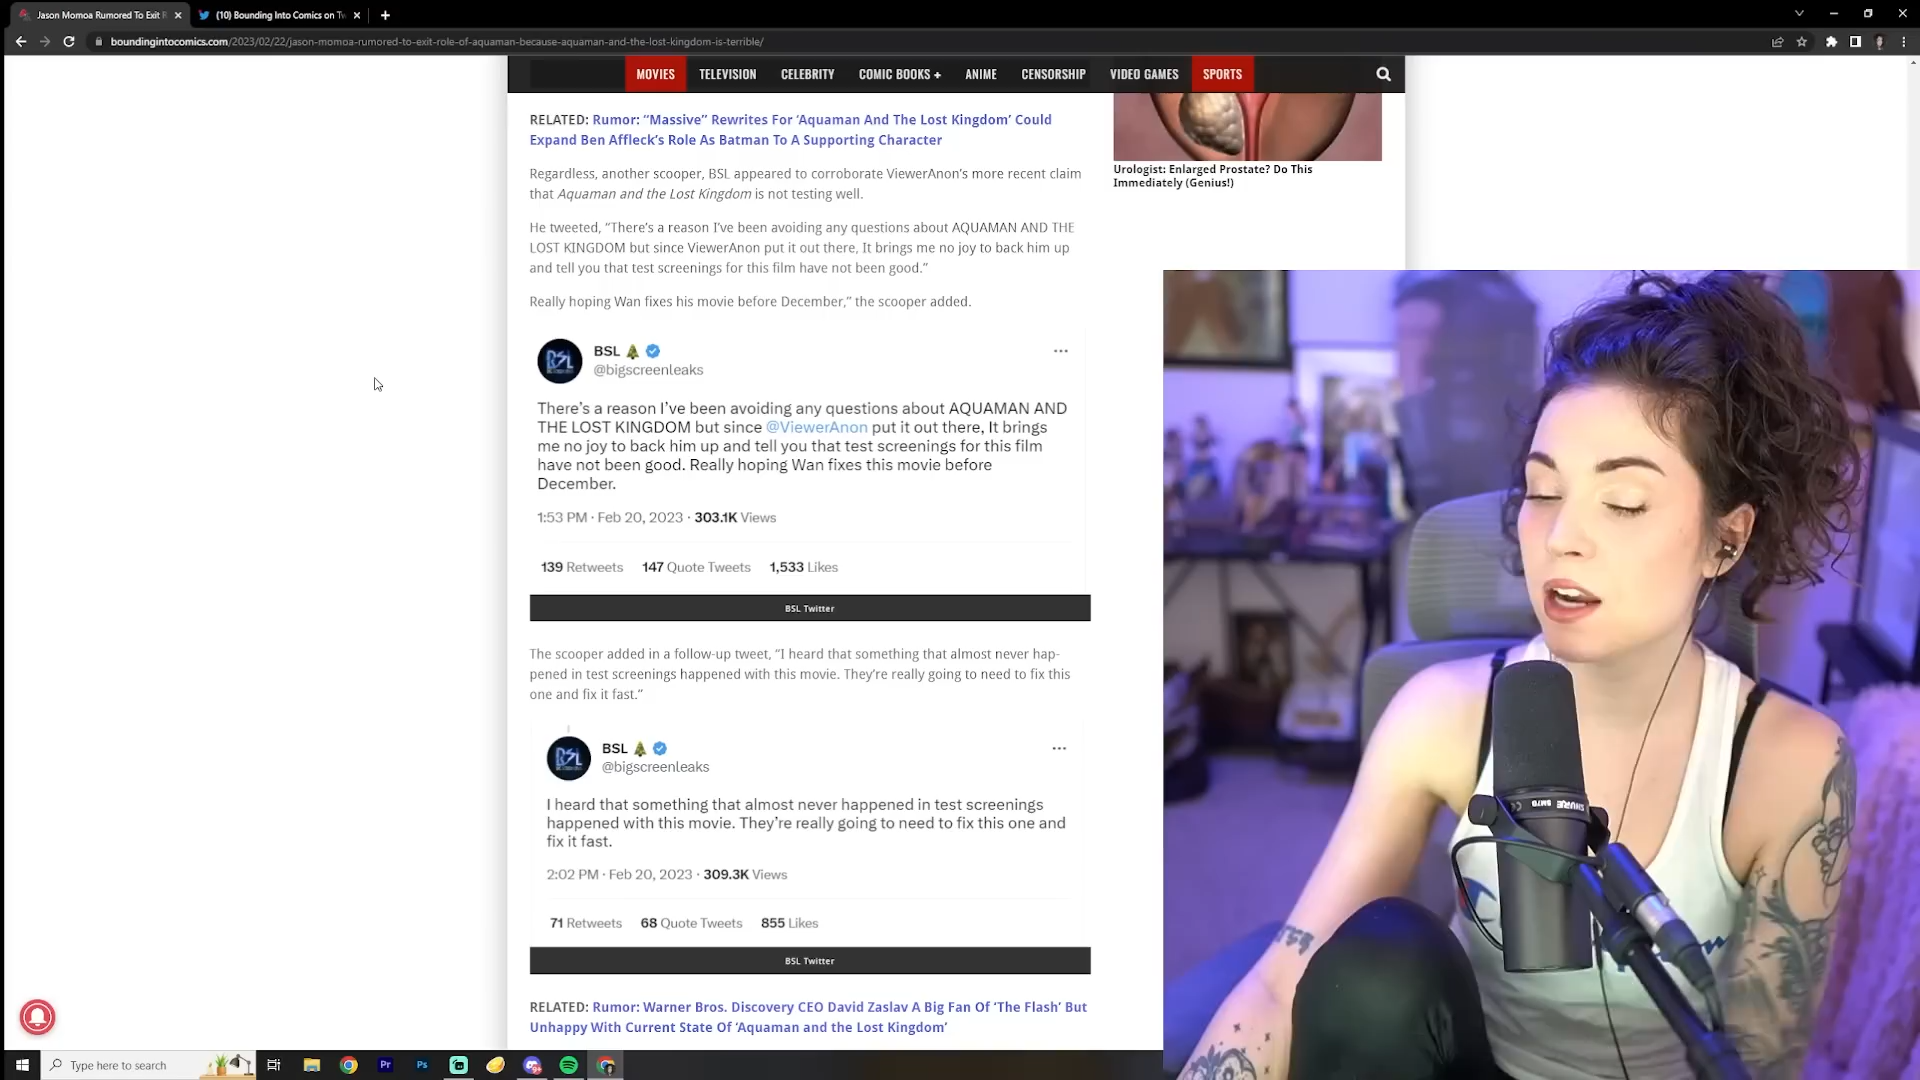 Jason Momoa Rumored To Exit R
(10) Bounding Into Comics on Tw
boundingintocomics.com/2023/02/22/jason-momoa-rumored-to-exit-role-of-aquaman-because-aquaman-and-the-lost-kingdom-is-terrible/
MOVIES TELEVISION CELEBRITY COMIC BOOKS + ANIME CENSORSHIP VIDEO GAMES SPORTS
RELATED: Rumor: “Massive” Rewrites For ‘Aquaman And The Lost Kingdom’ Could
Expand Ben Affleck’s Role As Batman To A Supporting Character
Regardless, another scooper, BSL appeared to corroborate ViewerAnon’s more recent claim
that Aquaman and the Lost Kingdom is not testing well.
He tweeted, “There’s a reason I’ve been avoiding any questions about AQUAMAN AND THE
LOST KINGDOM but since ViewerAnon put it out there, It brings me no joy to back him up
and tell you that test screenings for this film have not been good.”
Really hoping Wan fixes his movie before December,” the scooper added.
BSL
@bigscreenleaks
There’s a reason I’ve been avoiding any questions about AQUAMAN AND
THE LOST KINGDOM but since @ViewerAnon put it out there, It brings
me no joy to back him up and tell you that test screenings for this film
have not been good. Really hoping Wan fixes this movie before
December.
1:53 PM · Feb 20, 2023 · 303.1K Views
139 Retweets 147 Quote Tweets 1,533 Likes
BSL Twitter
The scooper added in a follow-up tweet, “I heard that something that almost never hap-
pened in test screenings happened with this movie. They’re really going to need to fix this
one and fix it fast.”
BSL
@bigscreenleaks
I heard that something that almost never happened in test screenings
happened with this movie. They’re really going to need to fix this one and
fix it fast.
2:02 PM · Feb 20, 2023 · 309.3K Views
71 Retweets 68 Quote Tweets 855 Likes
BSL Twitter
RELATED: Rumor: Warner Bros. Discovery CEO David Zaslav A Big Fan Of ‘The Flash’ But
Unhappy With Current State Of ‘Aquaman and the Lost Kingdom’
Urologist: Enlarged Prostate? Do This
Immediately (Genius!)
SHURE SM7B
Type here to search
Pr
Ps